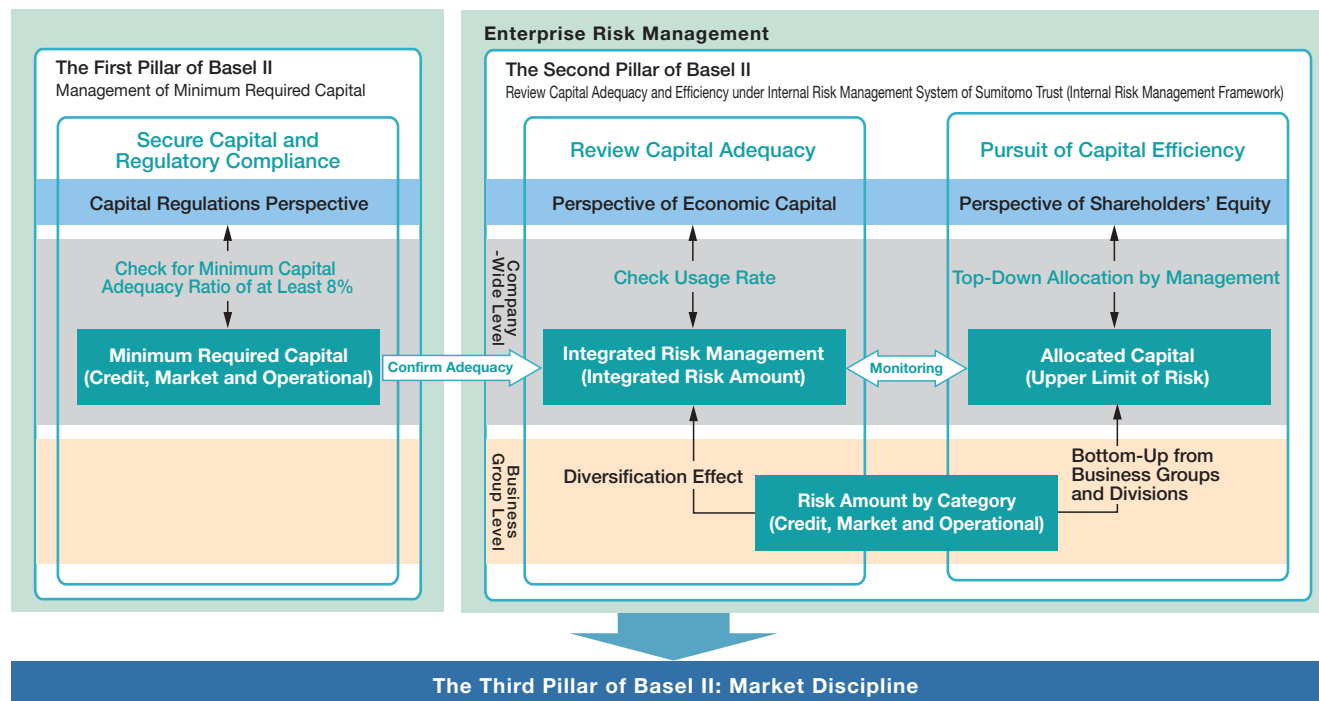 Enterprise Risk Management
The First Pillar of Basel II
Management of Minimum Required Capital
Secure Capital and
Regulatory Compliance
Capital Regulations Perspective
Check for Minimum Capital
Adequacy Ratio of at Least 8%
Minimum Required Capital
(Credit, Market and Operational)
Confirm Adequacy
The Second Pillar of Basel II
Review Capital Adequacy and Efficiency under Internal Risk Management System of Sumitomo Trust (Internal Risk Management Framework)
Review Capital Adequacy
Perspective of Economic Capital
Company
-Wide Level
Check Usage Rate
Integrated Risk Management
(Integrated Risk Amount)
Monitoring
Pursuit of Capital Efficiency
Perspective of Shareholders' Equity
Top-Down Allocation by Management
Allocated Capital
(Upper Limit of Risk)
Business
Group Level
Diversification Effect
Risk Amount by Category
(Credit, Market and Operational)
Bottom-Up from
Business Groups
and Divisions
The Third Pillar of Basel II: Market Discipline